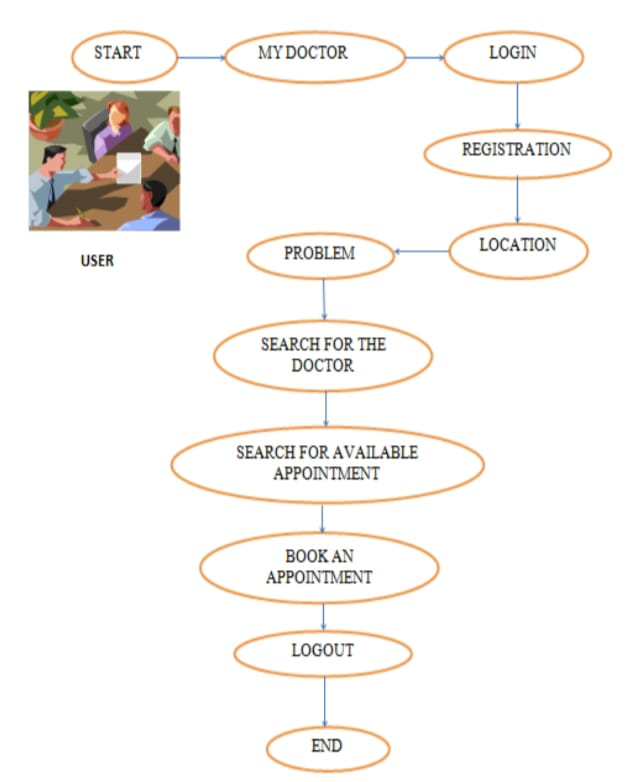 START
MY DOCTOR
LOGIN
REGISTRATION
LOCATION
PROBLEM
USER
SEARCH FOR THE
DOCTOR
SEARCH FOR AVAILABLE
APPOINTMENT
BOOK AN
APPOINTMENT
LOGOUT
END